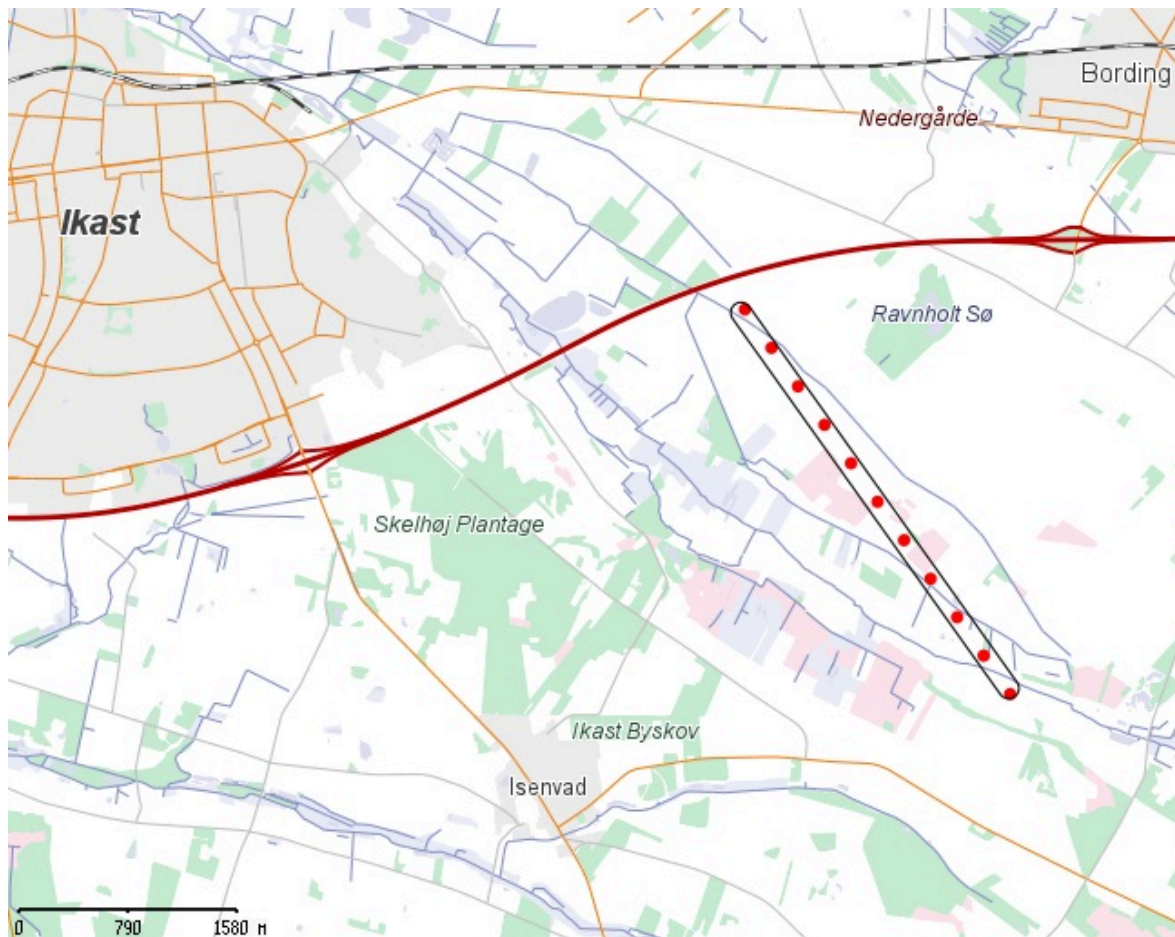 Bording
Nedergårde
Ikast
Ravnholt Sø
Skelhøj Plantage
Ikast Byskov
Isenvad
0 790 1580 м